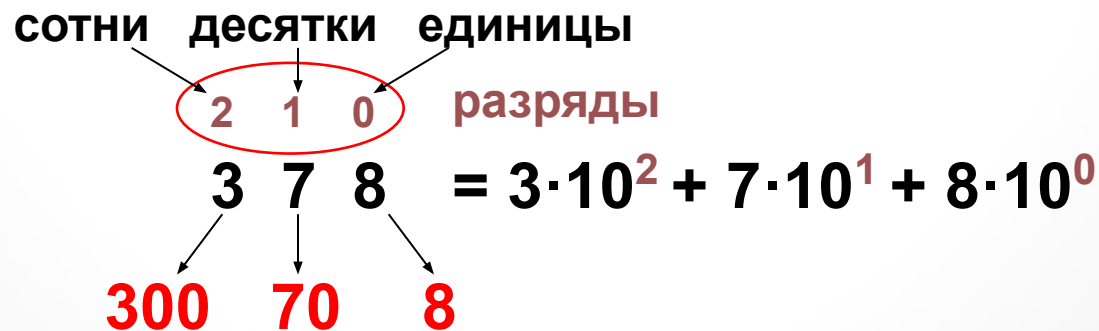 сотни десятки единицы
2 1 0 разряды
3 7 8 = 3·10² + 7·10¹ + 8·10⁰
300 70 8